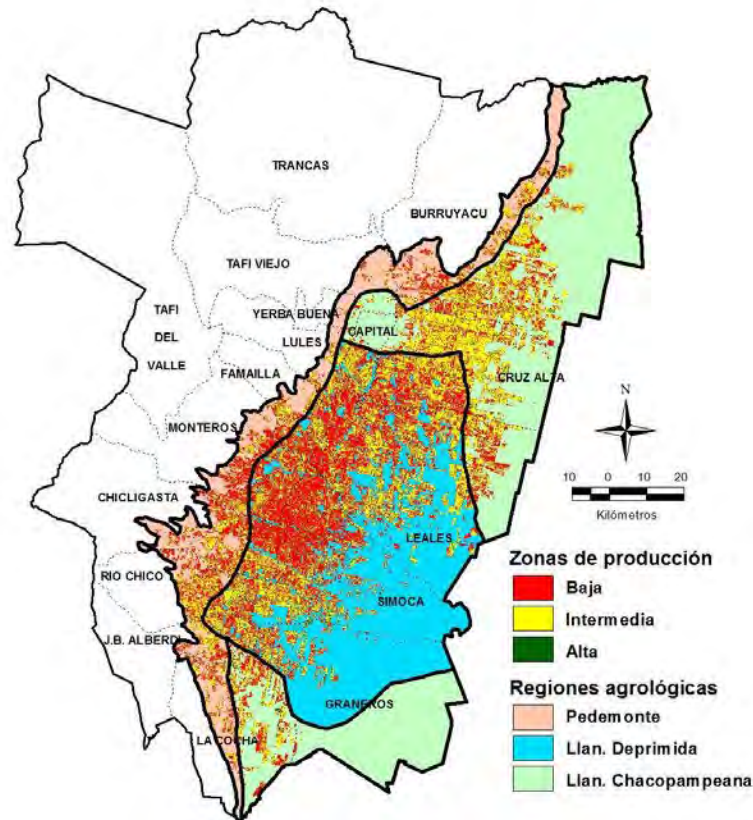 TRANCAS
BURRUYACU
TAFI VIEJO
TAFI
DEL
VALLE
YERBA BUENA
CAPITAL
LULES
FAMAILLA
CRUZ ALTA
MONTEROS
CHICLIGASTA
LEALES
RIO CHICO
SIMOCA
J.B. ALBERDI
GRANEROS
LA COCHA
N
10 0 10 20
Kilómetros
Zonas de producción
Baja
Intermedia
Alta
Regiones agrológicas
Pedemonte
Llan. Deprimida
Llan. Chacopampeana